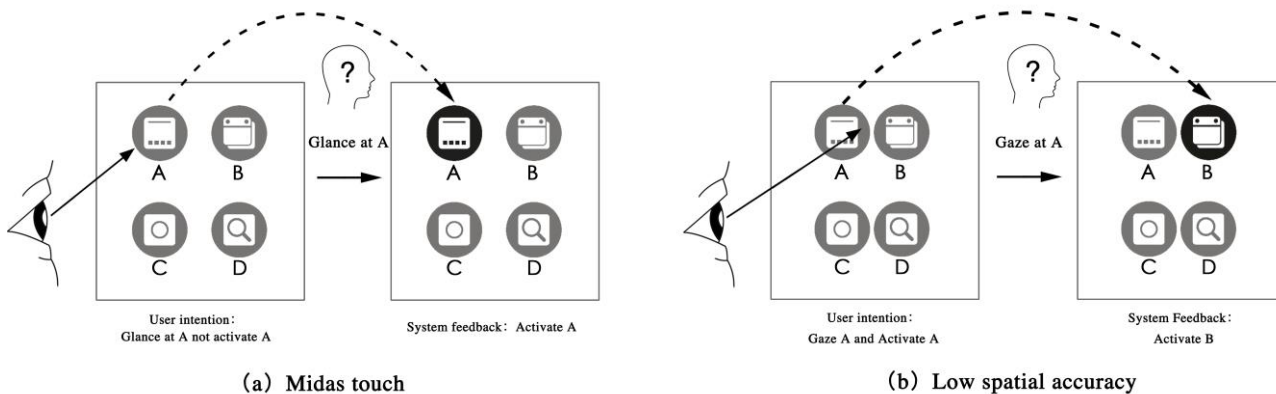 ?
Glance at A
A
B
C
D
A
B
C
D
User intention:
Glance at A not activate A
System feedback: Activate A
(a) Midas touch
?
Gaze at A
A
B
C
D
A
B
C
D
User intention:
Gaze A and Activate A
System Feedback:
Activate B
(b) Low spatial accuracy